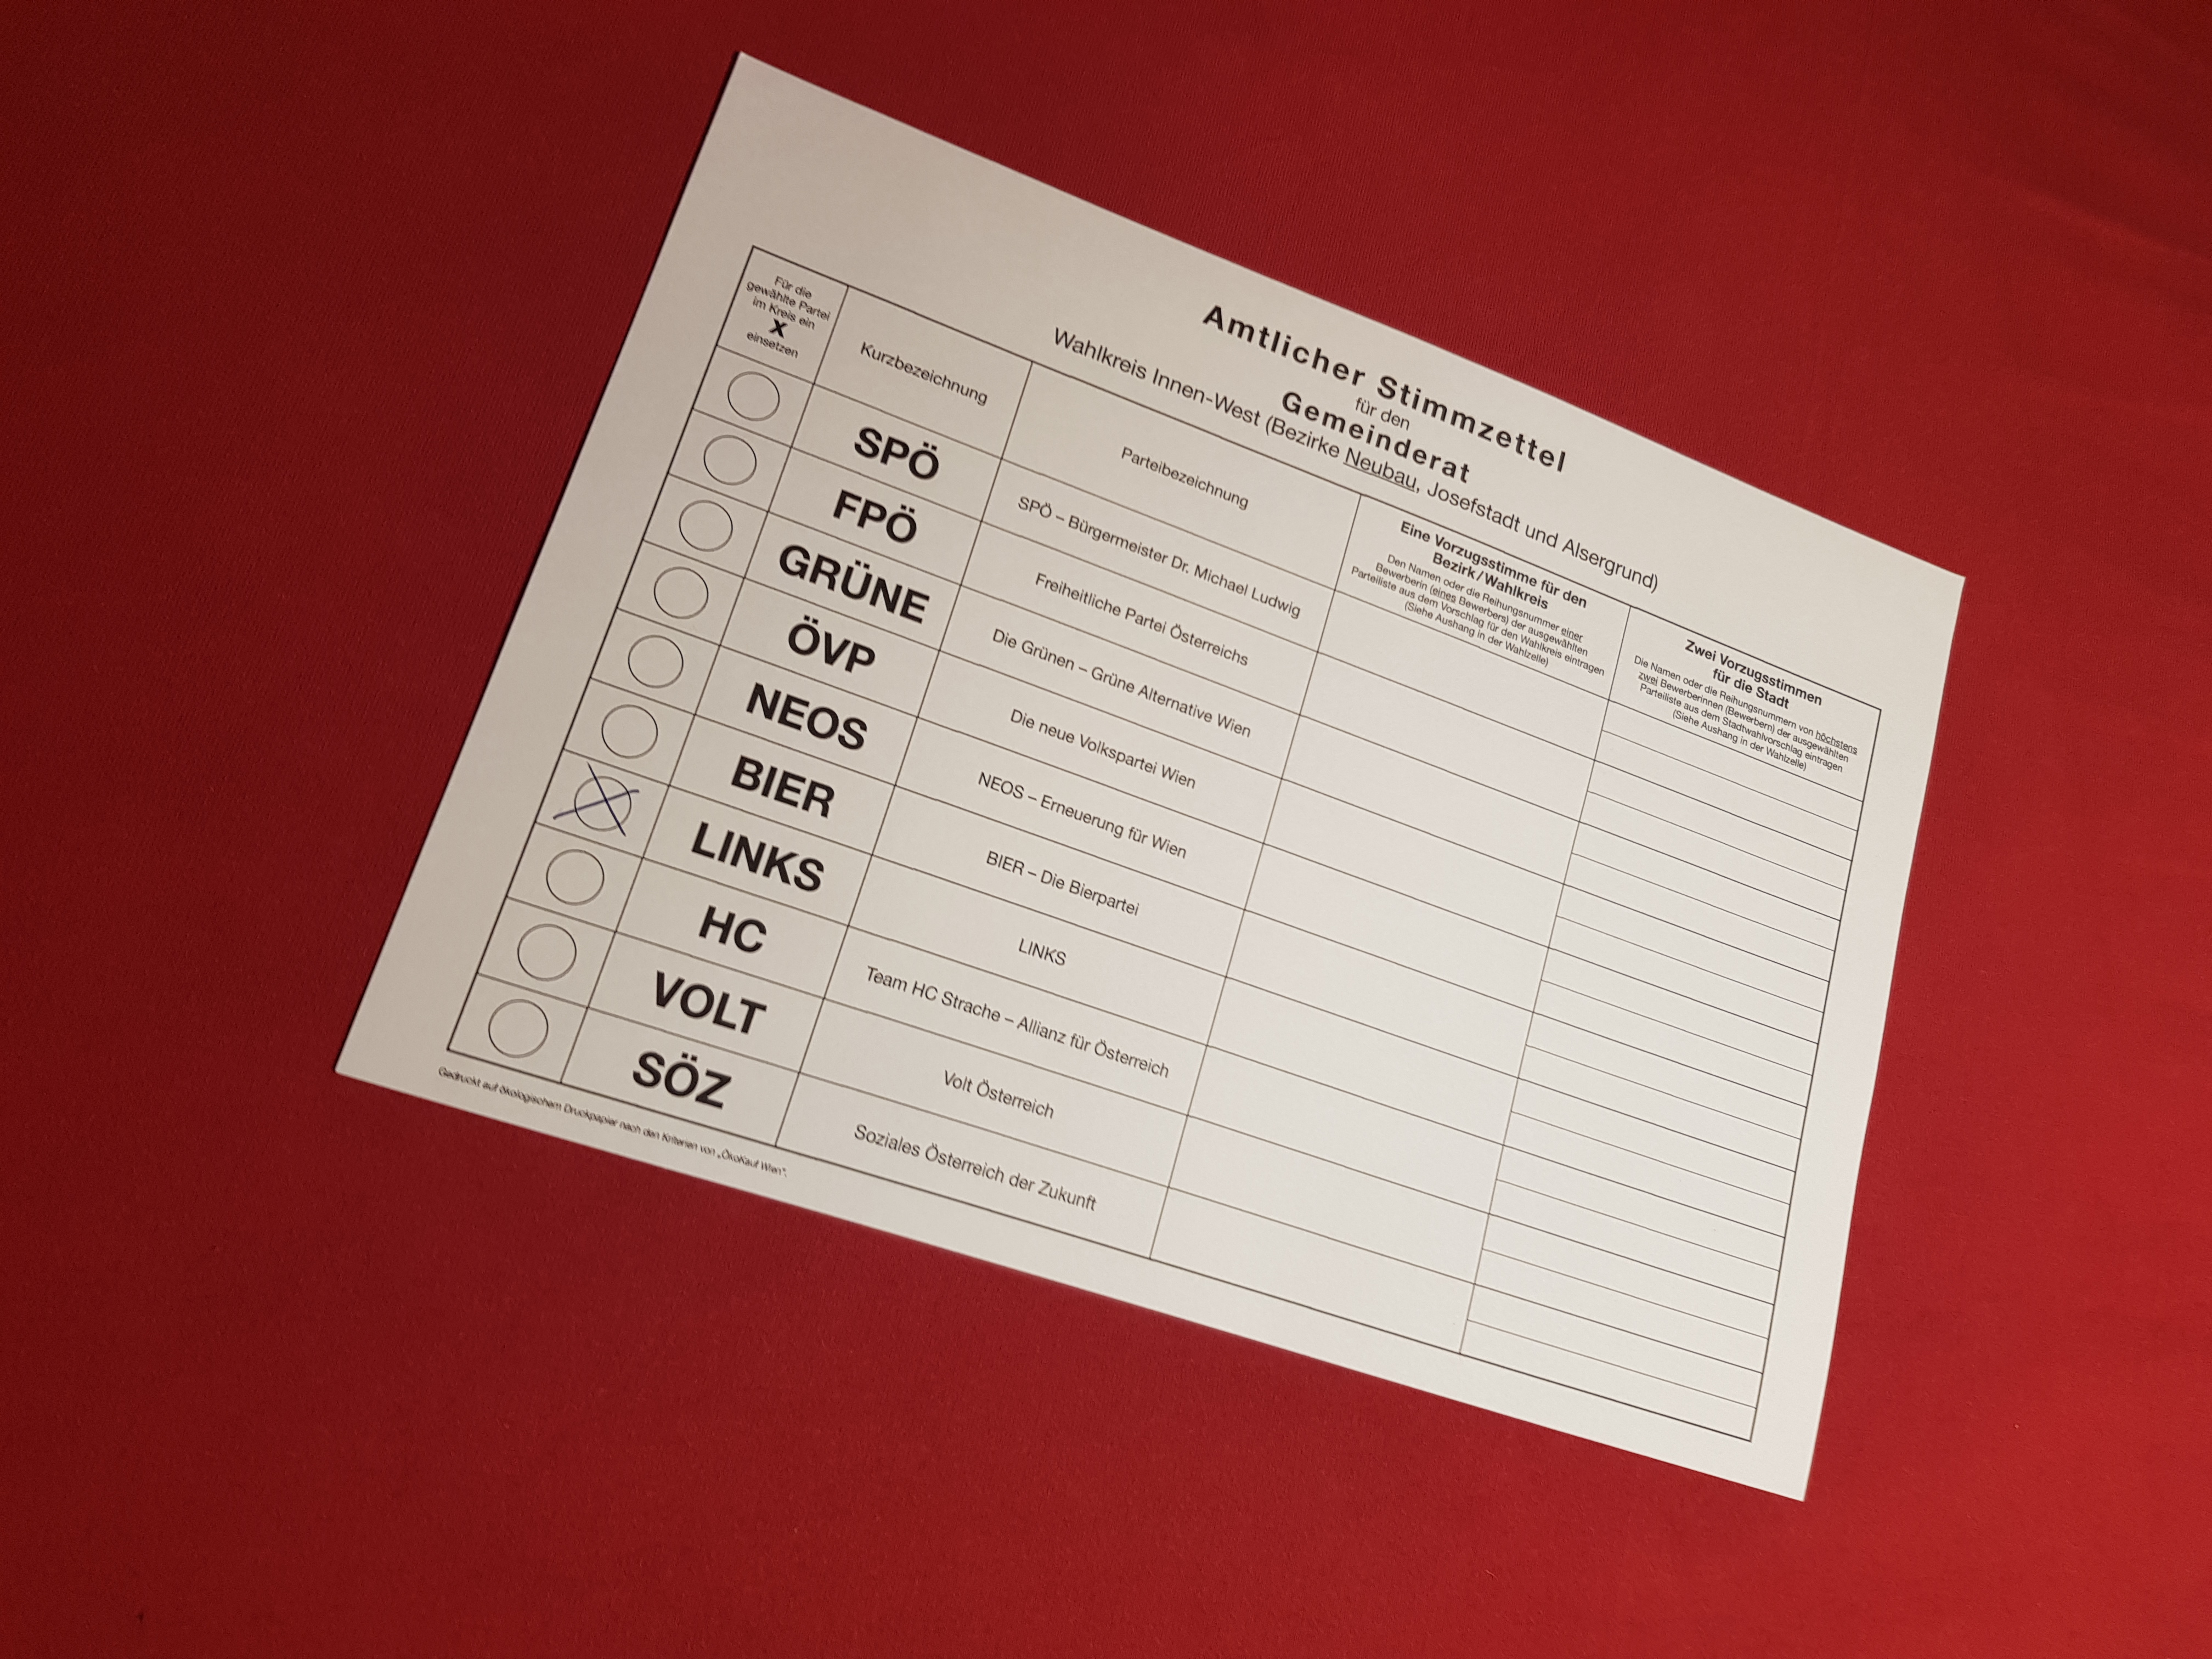 Amtlicher Stimmzettel
für den
Gemeinderat
Wahlkreis Innen-West (Bezirke Neubau, Josefstadt und Alsergrund)
Für die
gewählte Partei
im Kreis ein
X
einsetzen
Kurzbezeichnung
Parteibezeichnung
Eine Vorzugsstimme für den
Bezirk/Wahlkreis
Den Namen oder die Reihungsnummer einer
Bewerberin (eines Bewerbers) der ausgewählten
Parteiliste aus dem Vorschlag für den Wahlkreis eintragen
(Siehe Aushang in der Wahlzelle)
Zwei Vorzugsstimmen
für die Stadt
Die Namen oder die Reihungsnummern von höchstens
zwei Bewerberinnen (Bewerbern) der ausgewählten
Parteiliste aus dem Stadtwahlvorschlag eintragen
(Siehe Aushang in der Wahlzelle)
SPÖ
SPÖ – Bürgermeister Dr. Michael Ludwig
FPÖ
Freiheitliche Partei Österreichs
GRÜNE
Die Grünen – Grüne Alternative Wien
ÖVP
Die neue Volkspartei Wien
NEOS
NEOS – Erneuerung für Wien
BIER
BIER – Die Bierpartei
LINKS
LINKS
HC
Team HC Strache – Allianz für Österreich
VOLT
Volt Österreich
SÖZ
Soziales Österreich der Zukunft
Gedruckt auf ökologischem Druckpapier nach den Kriterien von „ÖkoKauf Wien“.